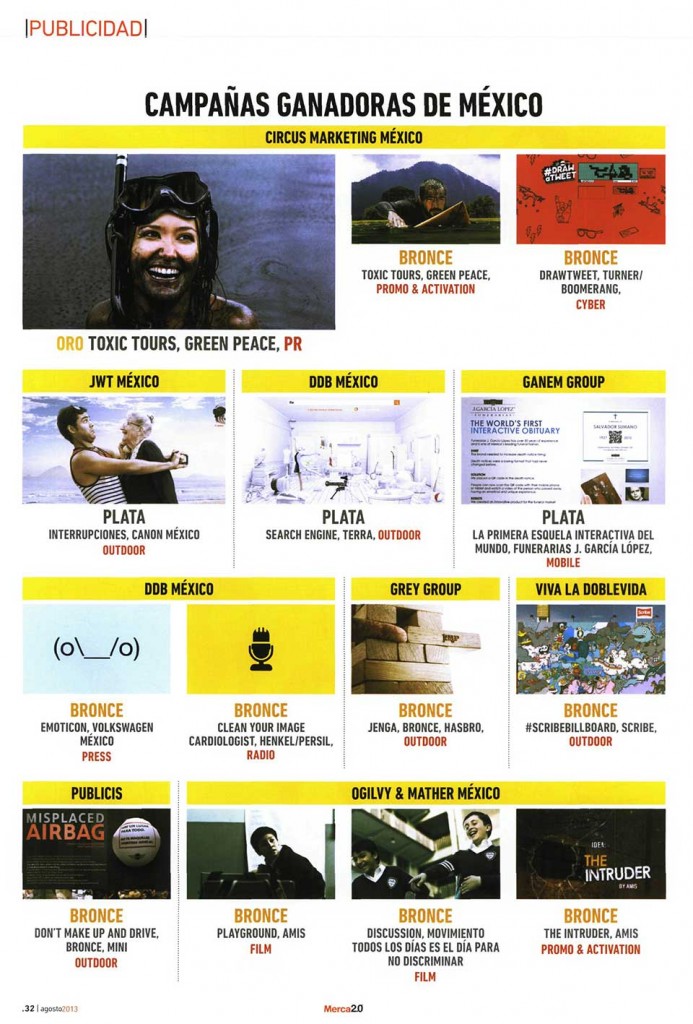 |PUBLICIDAD|
CAMPAÑAS GANADORAS DE MÉXICO
CIRCUS MARKETING MÉXICO
ORO TOXIC TOURS, GREEN PEACE, PR
BRONCE
TOXIC TOURS, GREEN PEACE,
PROMO & ACTIVATION
#DRAW
TWEET
BRONCE
DRAWTWEET, TURNER/
BOOMERANG,
CYBER
JWT MÉXICO
PLATA
INTERRUPCIONES, CANON MÉXICO
OUTDOOR
DDB MÉXICO
PLATA
SEARCH ENGINE, TERRA, OUTDOOR
GANEM GROUP
J.GARCÍA LÓPEZ
THE WORLD'S FIRST
INTERACTIVE OBITUARY
SALVADOR SUMANO
PLATA
LA PRIMERA ESQUELA INTERACTIVA DEL
MUNDO, FUNERARIAS J. GARCÍA LÓPEZ,
MOBILE
DDB MÉXICO
(o\__/o)
BRONCE
EMOTICON, VOLKSWAGEN
MÉXICO
PRESS
BRONCE
CLEAN YOUR IMAGE
CARDIOLOGIST, HENKEL/PERSIL,
RADIO
GREY GROUP
BRONCE
JENGA, BRONCE, HASBRO,
OUTDOOR
VIVA LA DOBLEVIDA
Scribe
BRONCE
#SCRIBEBILLBOARD, SCRIBE,
OUTDOOR
PUBLICIS
MISPLACED
AIRBAG
BRONCE
DON'T MAKE UP AND DRIVE,
BRONCE, MINI
OUTDOOR
OGILVY & MATHER MÉXICO
BRONCE
PLAYGROUND, AMIS
FILM
BRONCE
DISCUSSION, MOVIMIENTO
TODOS LOS DÍAS ES EL DÍA PARA
NO DISCRIMINAR
FILM
IDEA:
THE
INTRUDER
BY AMIS
BRONCE
THE INTRUDER, AMIS
PROMO & ACTIVATION
.32 | agosto2013
Merca2.0